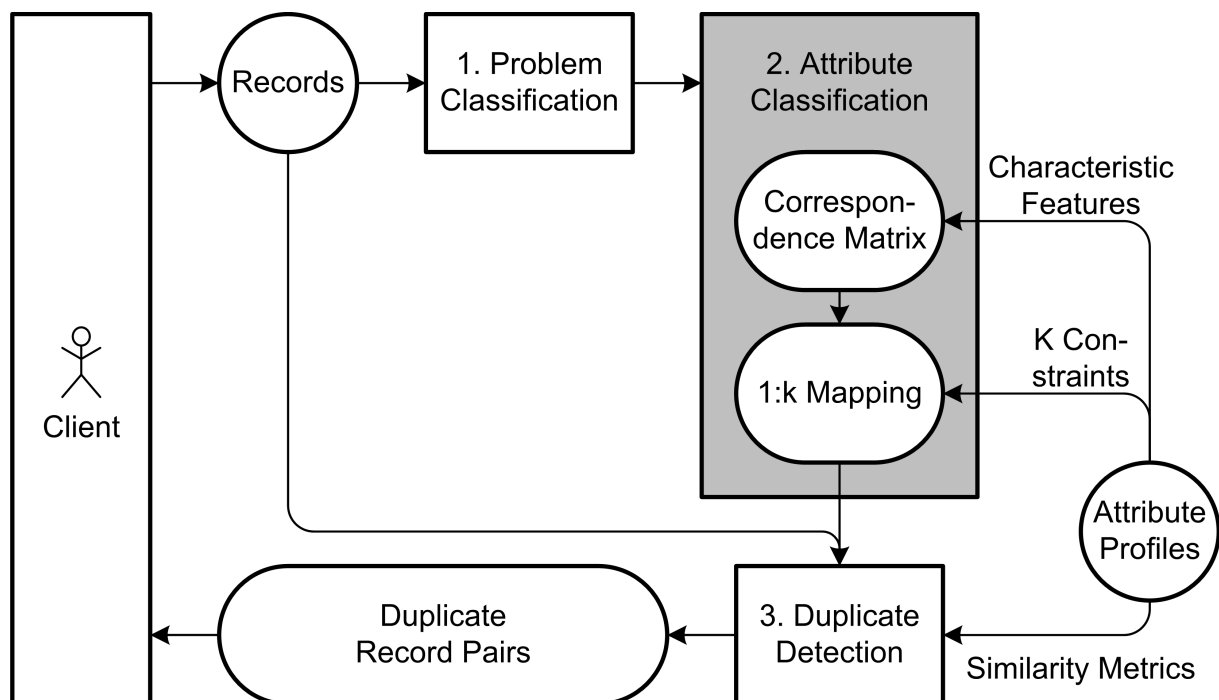 Records
1. Problem
Classification
2. Attribute
Classification
Characteristic
Features
Correspon-
dence Matrix
K Con-
straints
1:k Mapping
Client
Attribute
Profiles
Duplicate
Record Pairs
3. Duplicate
Detection
Similarity Metrics